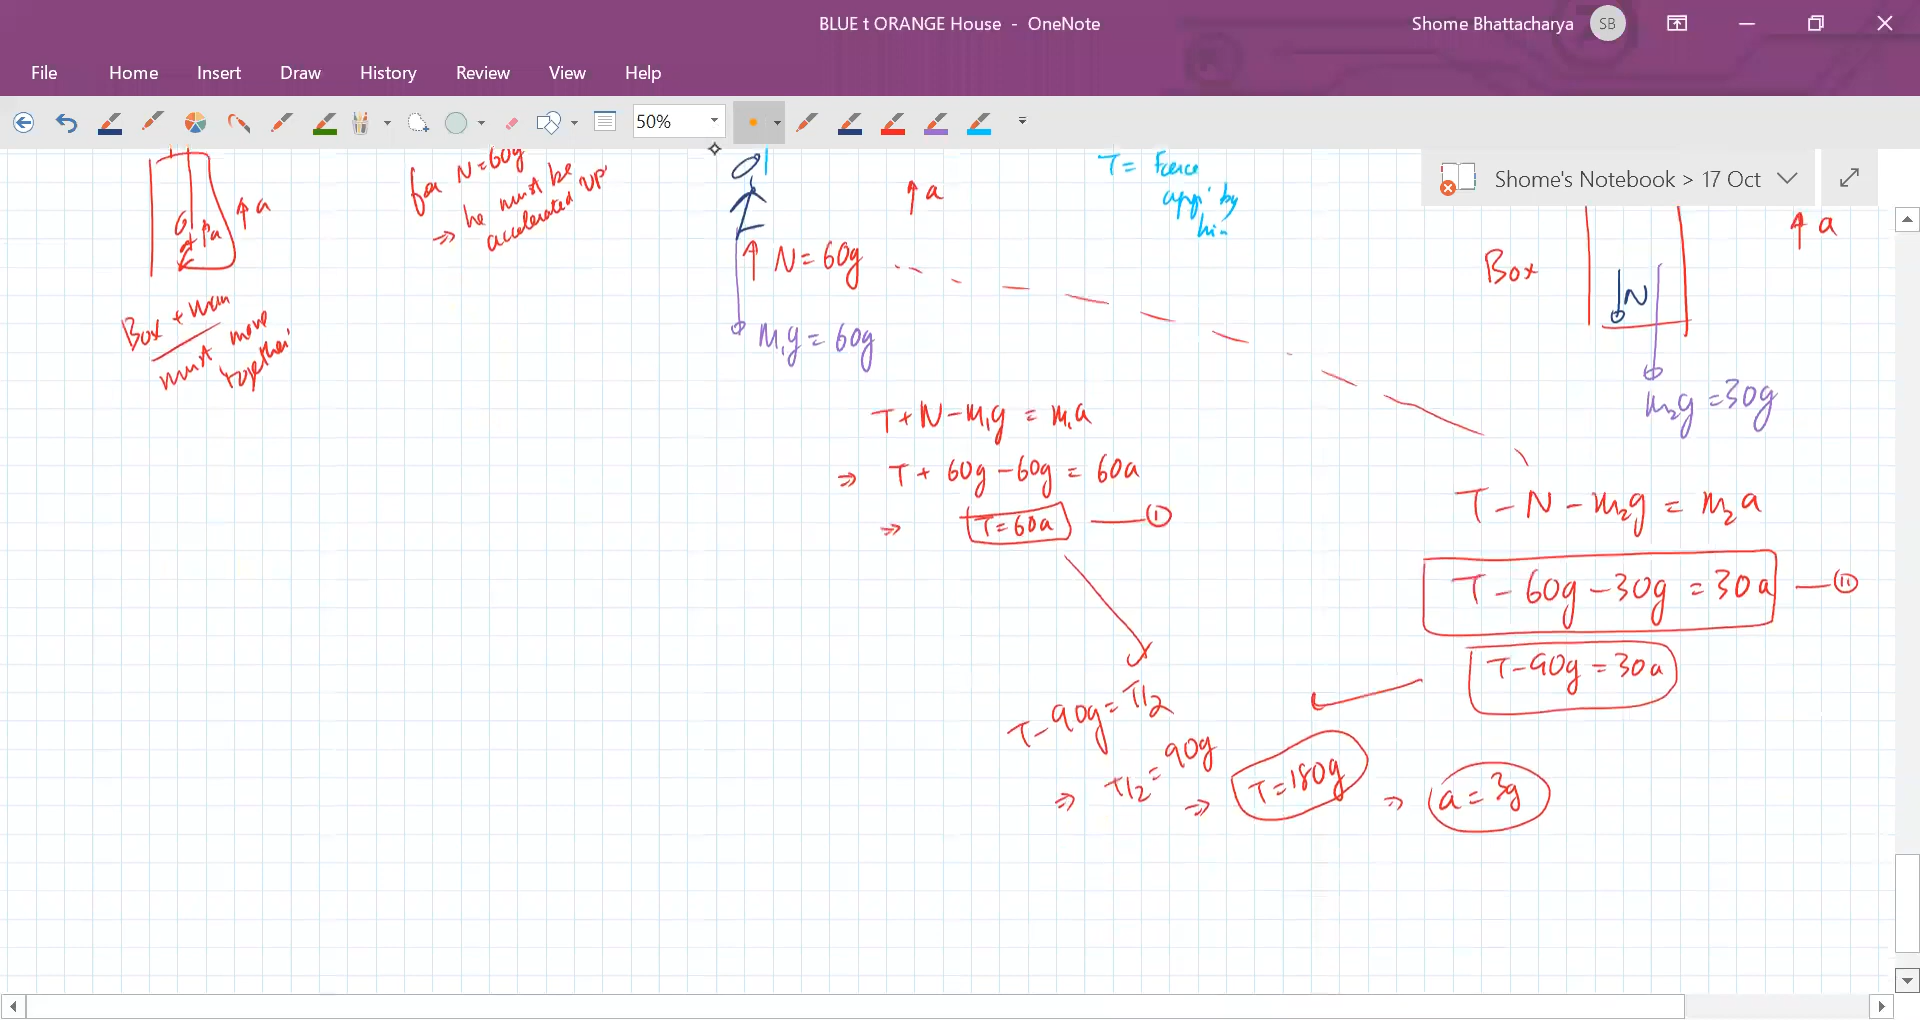 BLUE t ORANGE House - OneNote
Shome Bhattacharya
SB
File Home Insert Draw History Review View Help
50%
Shome's Notebook > 17 Oct
↑ a
↑ a
Box + man
must move
together
for N = 60g
he must be
⇒ accelerated up
↑ N = 60g
m₁g = 60g
↑ a
T = Force
by
T + N - m₁g = m₁a
⇒ T + 60g - 60g = 60a
⇒ T = 60a — ①
Box
N
↑ a
m₂g = 30g
T - N - m₂g = m₂a
T - 60g - 30g = 30a — ②
T - 90g = 30a
T - 90g = T/2
⇒ T/2 = 90g ⇒ T = 180g ⇒ a = 3g